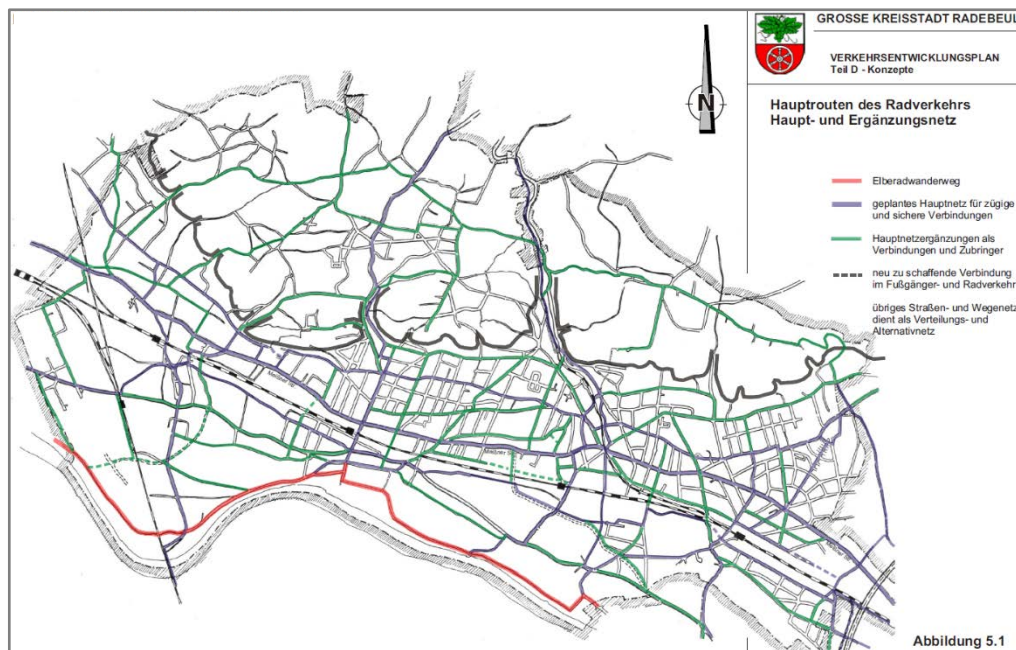 GROSSE KREISSTADT RADEBEUL
VERKEHRSENTWICKLUNGSPLAN
Teil D - Konzepte
N
Hauptrouten des Radverkehrs
Haupt- und Ergänzungsnetz
Elberadwanderweg
geplantes Hauptnetz für zügige
und sichere Verbindungen
Hauptnetzergänzungen als
Verbindungen und Zubringer
neu zu schaffende Verbindung
im Fußgänger- und Radverkehr
übriges Straßen- und Wegenetz
dient als Verteilungs- und
Alternativnetz
Abbildung 5.1